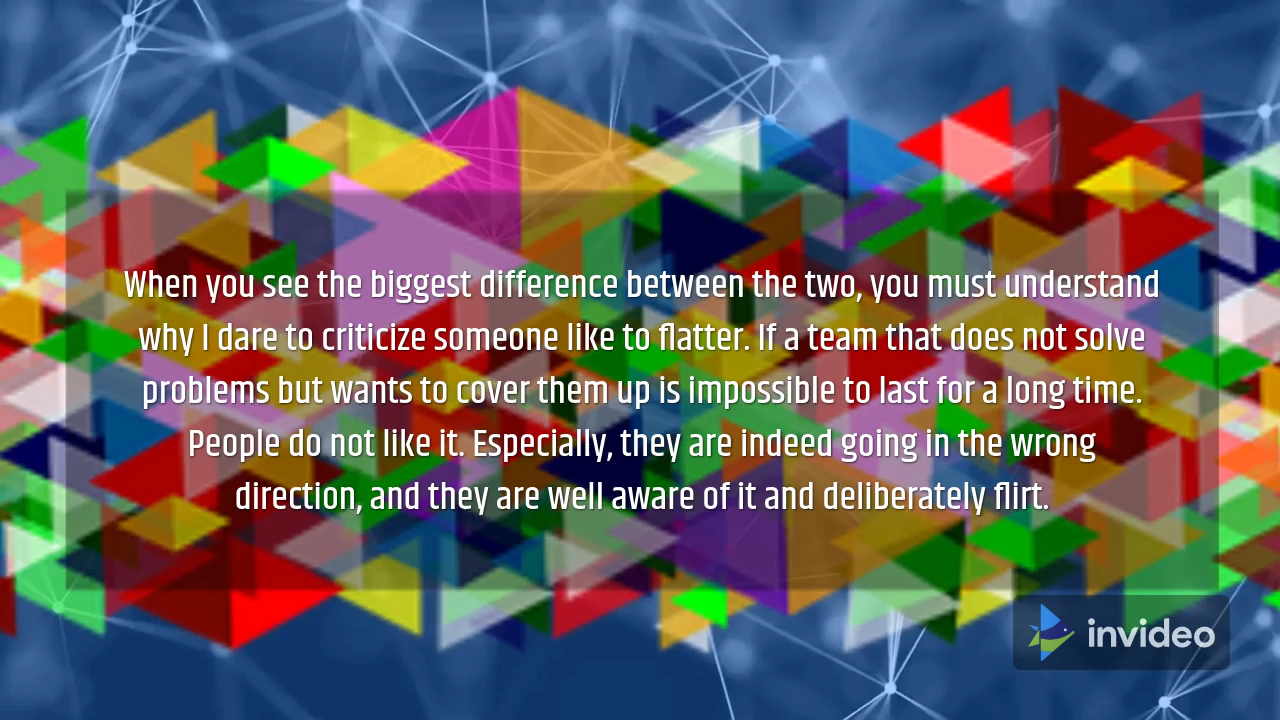 When you see the biggest difference between the two, you must understand
why I dare to criticize someone like to flatter. If a team that does not solve
problems but wants to cover them up is impossible to last for a long time.
People do not like it. Especially, they are indeed going in the wrong
direction, and they are well aware of it and deliberately flirt.
invideo